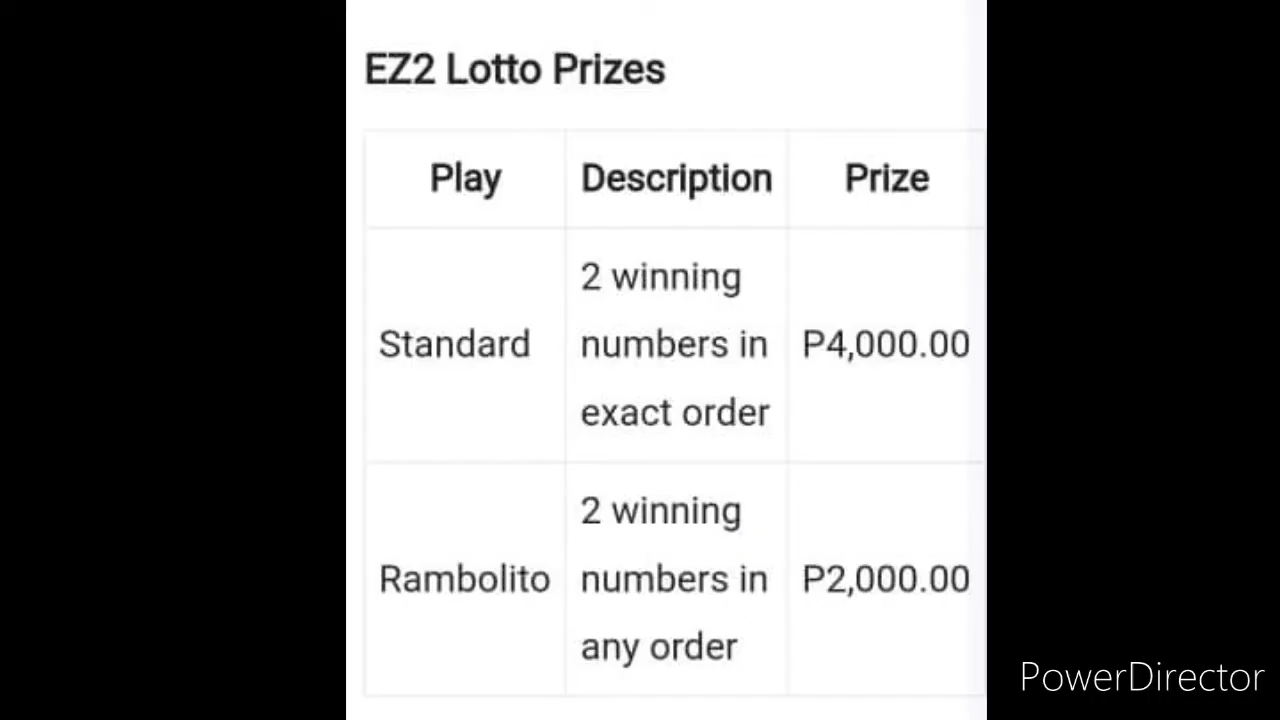 EZ2 Lotto Prizes
Play Description Prize
2 winning
Standard numbers in P4,000.00
exact order
2 winning
Rambolito numbers in P2,000.00
any order
PowerDirector